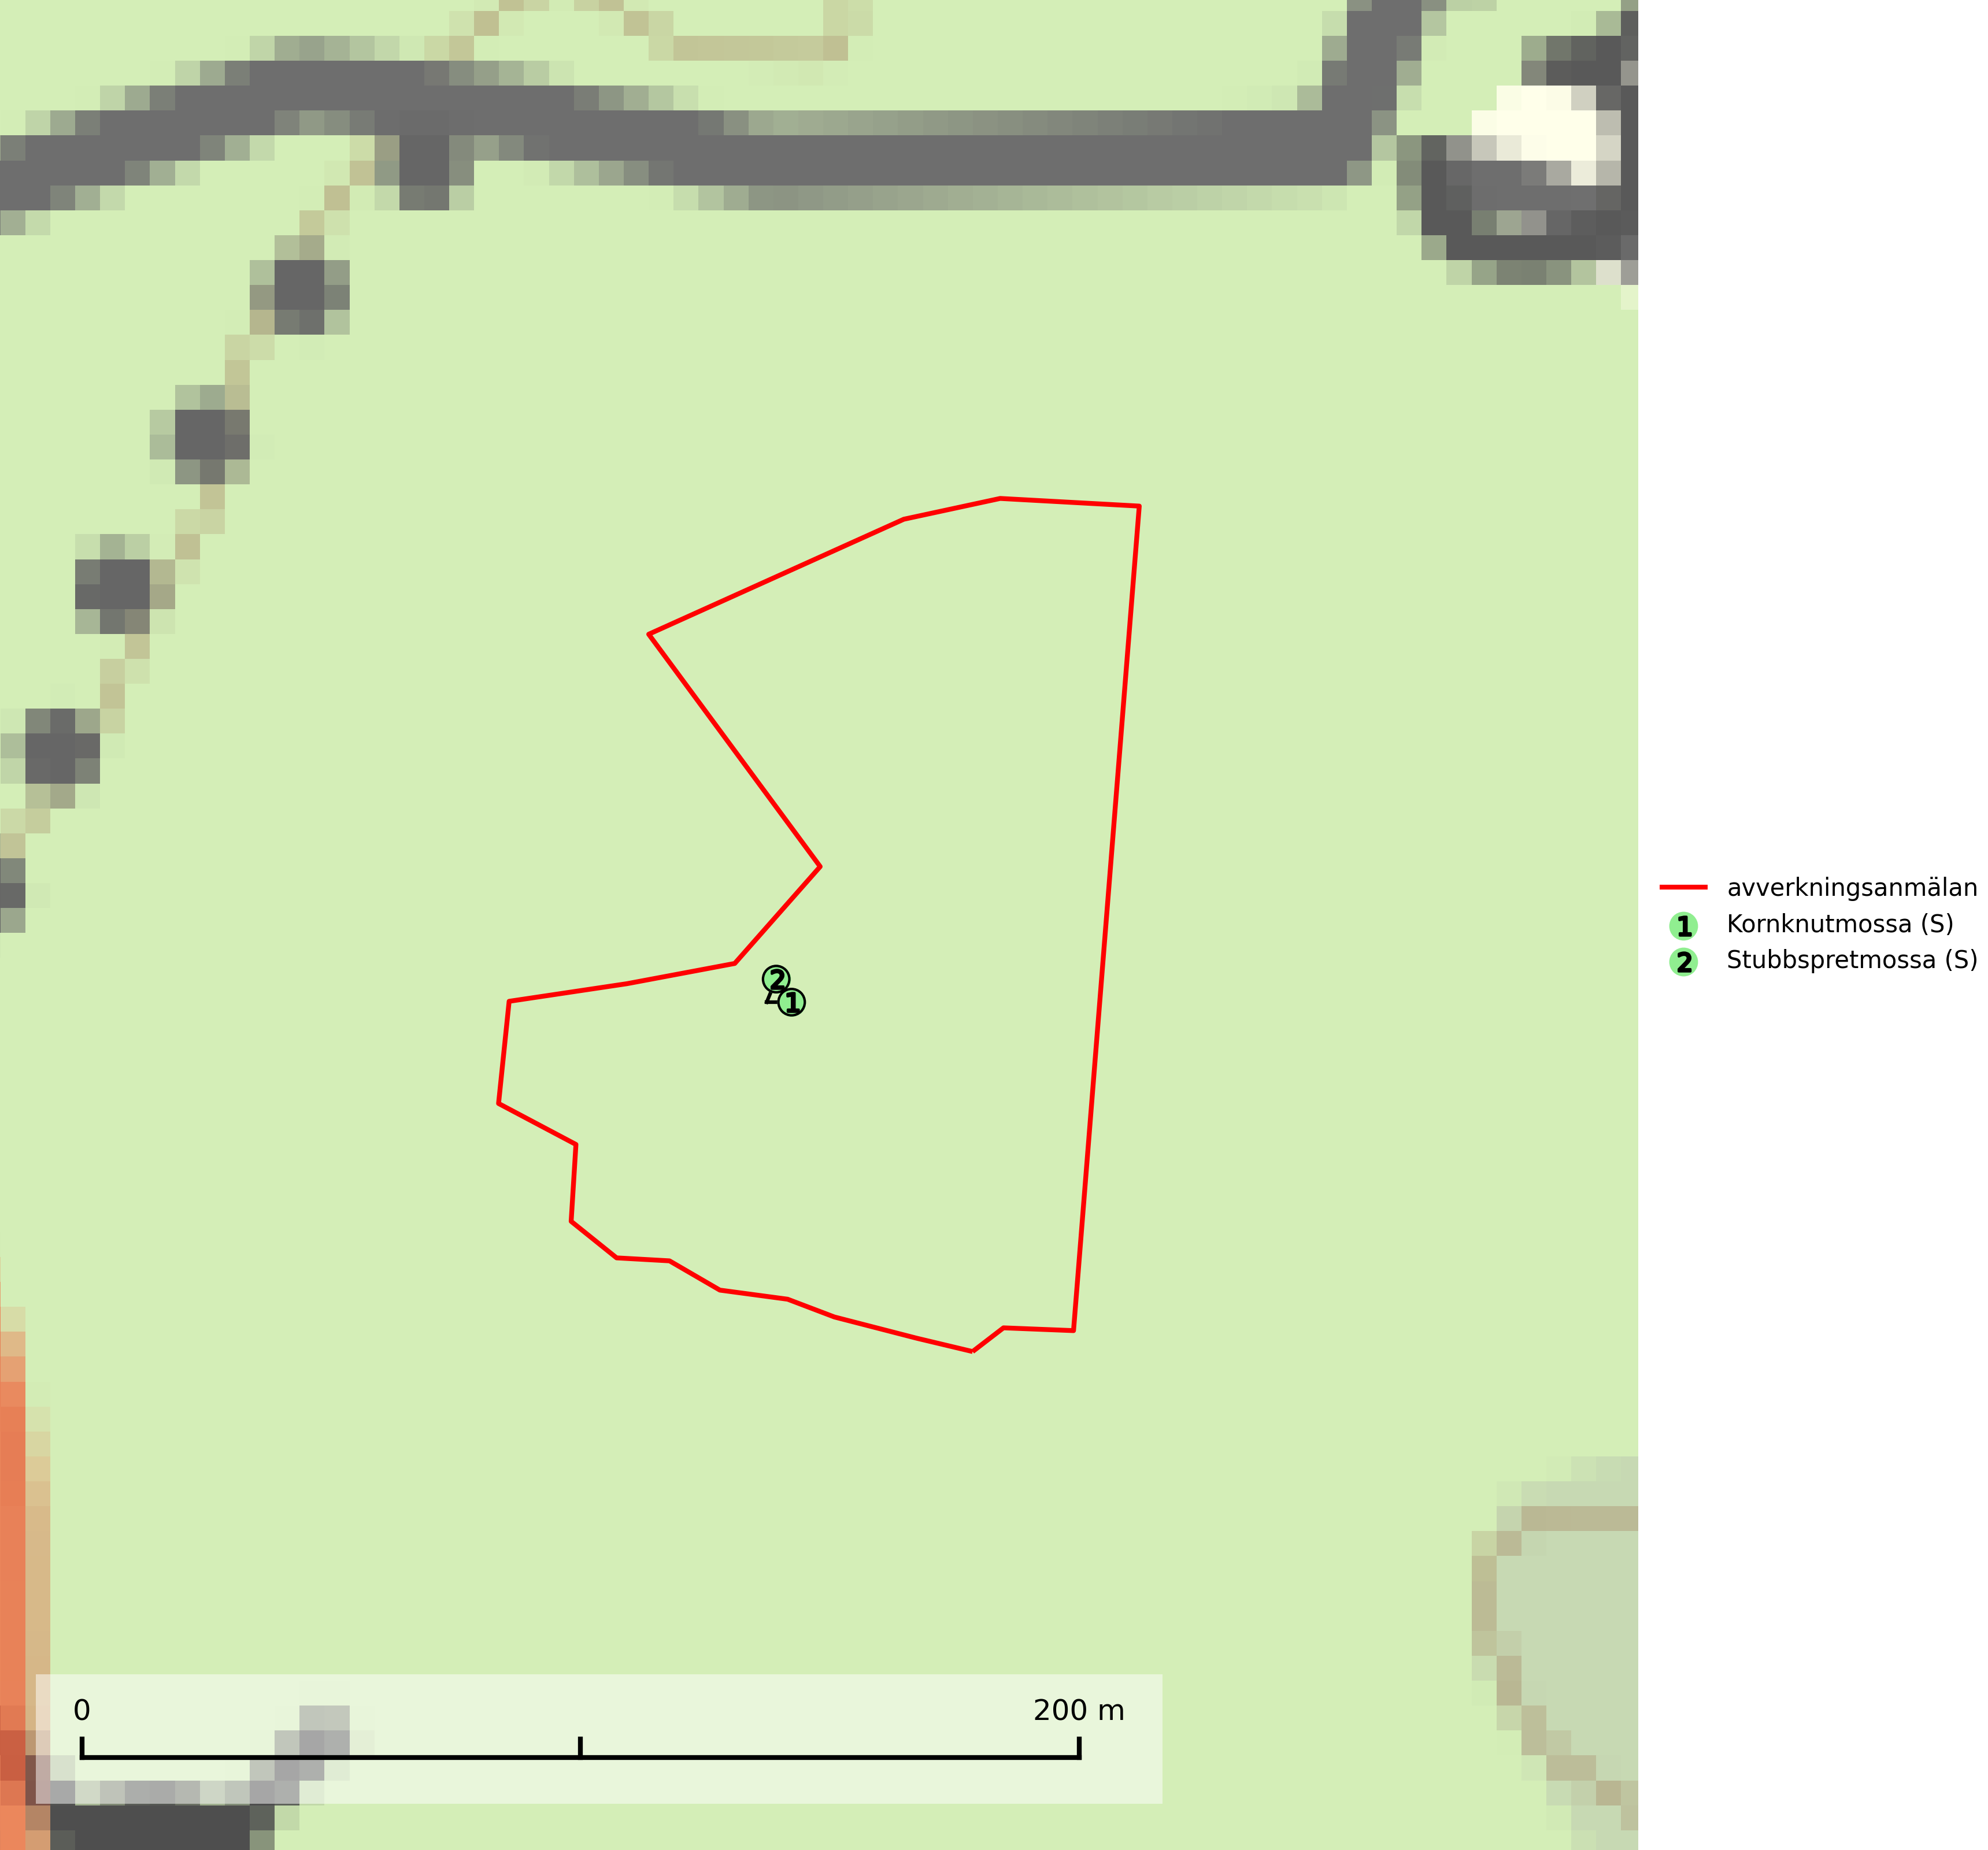 2
1
avverkningsanmälan
1 Kornknutmossa (S)
2 Stubbspretmossa (S)
0 200 m